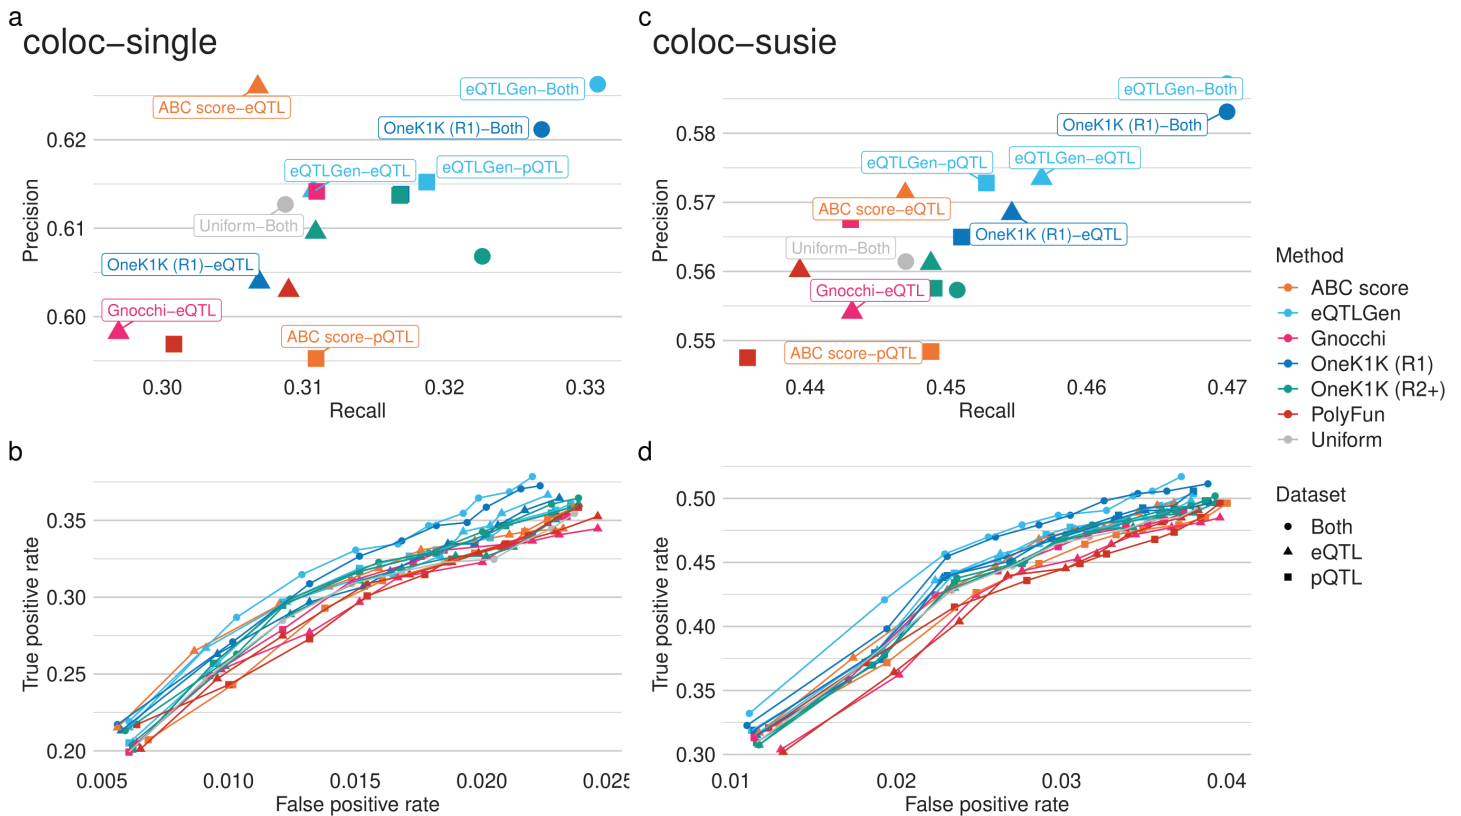 a
coloc−single
ABC score−eQTL
eQTLGen−Both
OneK1K (R1)−Both
eQTLGen−eQTL
eQTLGen−pQTL
Uniform−Both
OneK1K (R1)−eQTL
Gnocchi−eQTL
ABC score−pQTL
Precision
0.62
0.61
0.60
0.30
0.31
0.32
0.33
Recall
c
coloc−susie
eQTLGen−Both
OneK1K (R1)−Both
eQTLGen−pQTL
eQTLGen−eQTL
ABC score−eQTL
OneK1K (R1)−eQTL
Uniform−Both
Gnocchi−eQTL
ABC score−pQTL
Precision
0.58
0.57
0.56
0.55
0.44
0.45
0.46
0.47
Recall
b
True positive rate
0.35
0.30
0.25
0.20
0.005
0.010
0.015
0.020
0.025
False positive rate
d
True positive rate
0.50
0.45
0.40
0.35
0.30
0.01
0.02
0.03
0.04
False positive rate
Method
ABC score
eQTLGen
Gnocchi
OneK1K (R1)
OneK1K (R2+)
PolyFun
Uniform
Dataset
Both
eQTL
pQTL